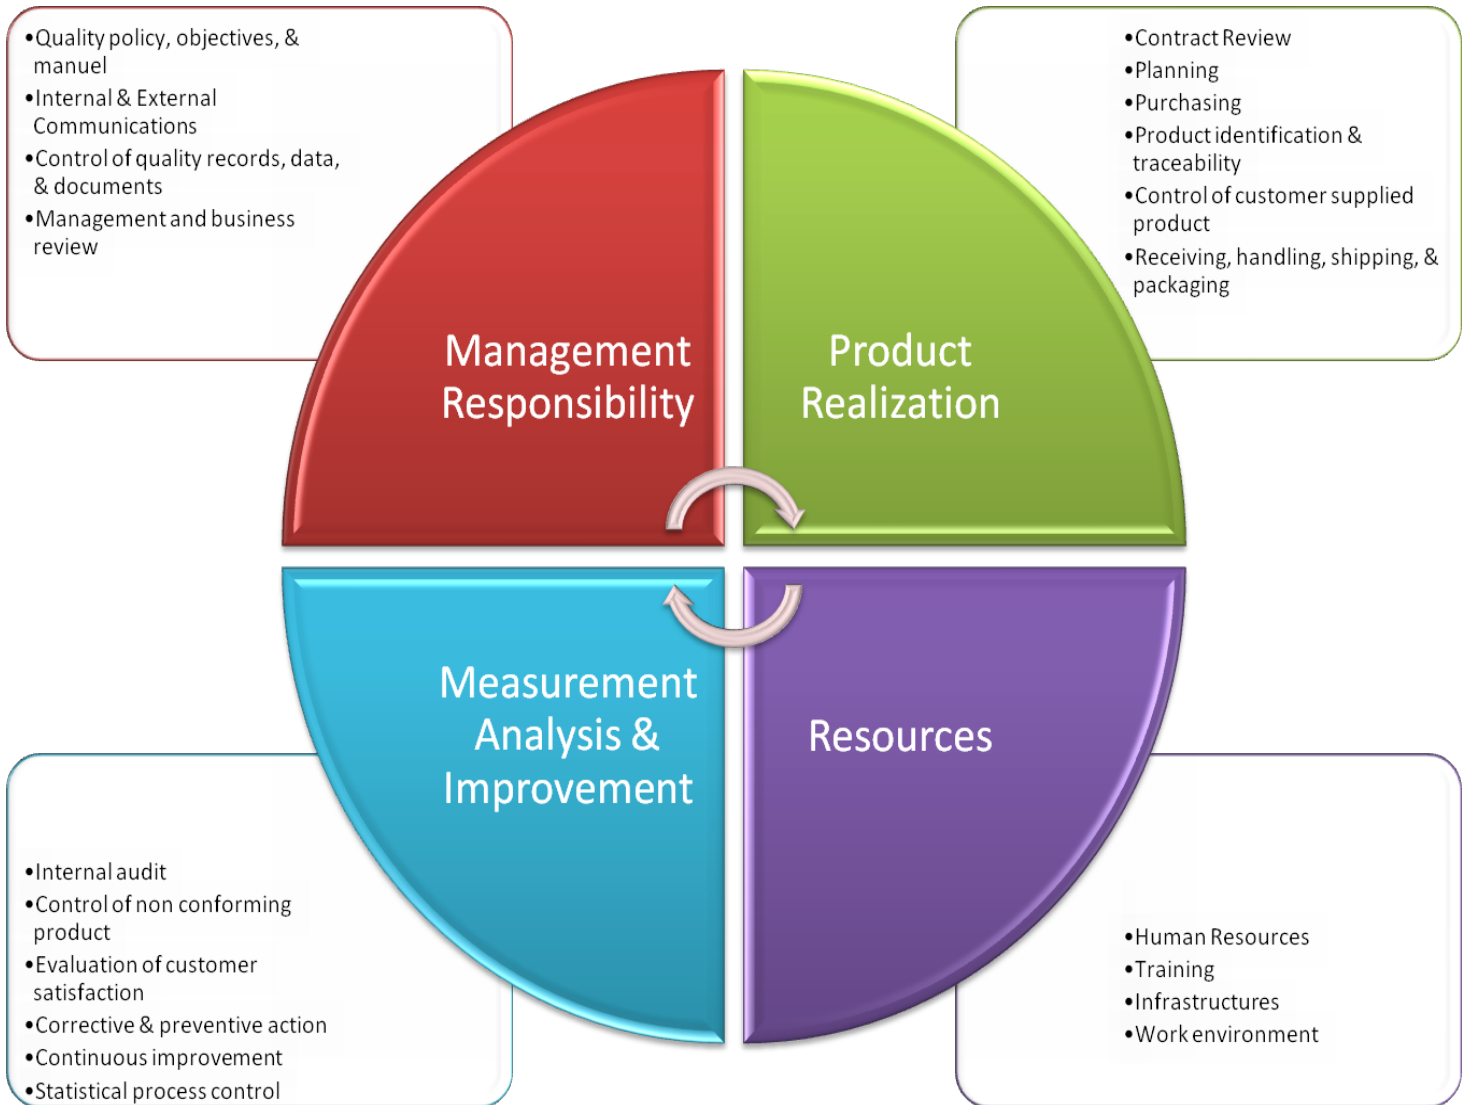 •Quality policy, objectives, &
manuel
•Internal & External
Communications
•Control of quality records, data,
& documents
•Management and business
review
•Contract Review
•Planning
•Purchasing
•Product identification &
traceability
•Control of customer supplied
product
•Receiving, handling, shipping, &
packaging
Management
Responsibility
Product
Realization
Measurement
Analysis &
Improvement
Resources
•Internal audit
•Control of non conforming
product
•Evaluation of customer
satisfaction
•Corrective & preventive action
•Continuous improvement
•Statistical process control
•Human Resources
•Training
•Infrastructures
•Work environment